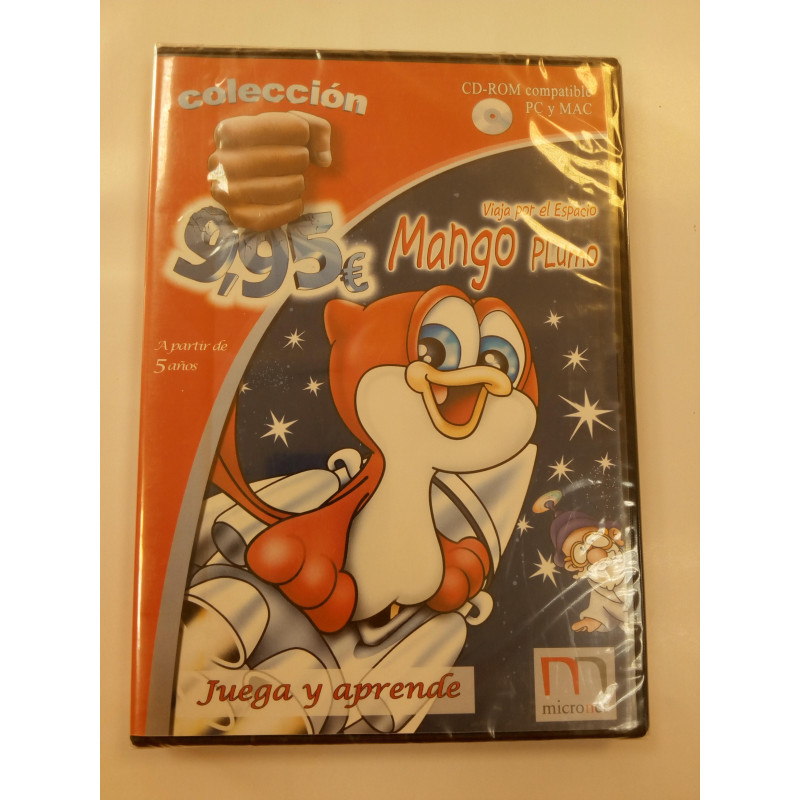 colección
9,95€
CD-ROM compatible
PC y MAC
Viaja por el Espacio
Mango PLumo
A partir de
5 años
Juega y aprende
micronet